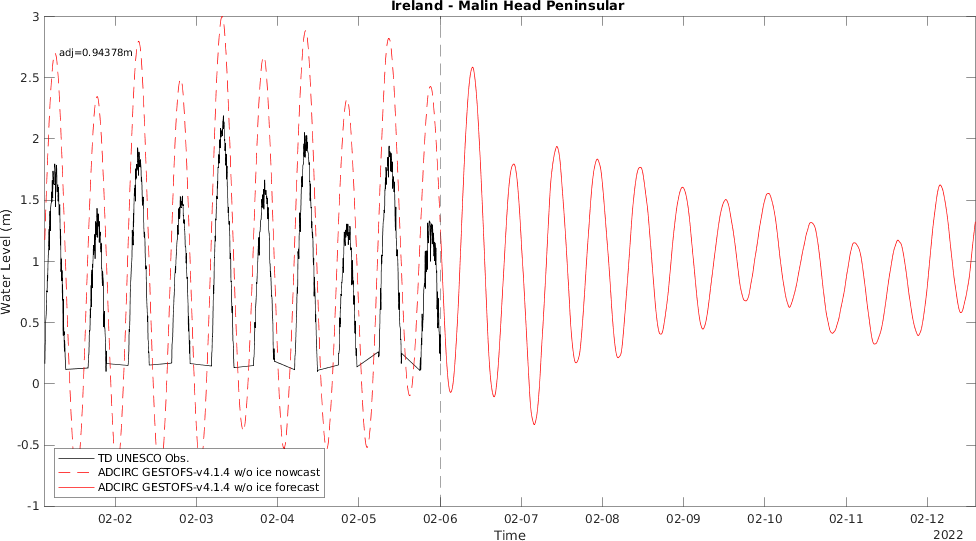 Ireland - Malin Head Peninsular
adj=0.94378m
3
2.5
2
1.5
1
0.5
0
-0.5
-1
Water Level (m)
TD UNESCO Obs.
ADCIRC GESTOFS-v4.1.4 w/o ice nowcast
ADCIRC GESTOFS-v4.1.4 w/o ice forecast
02-02 02-03 02-04 02-05 02-06 02-07 02-08 02-09 02-10 02-11 02-12
Time
2022